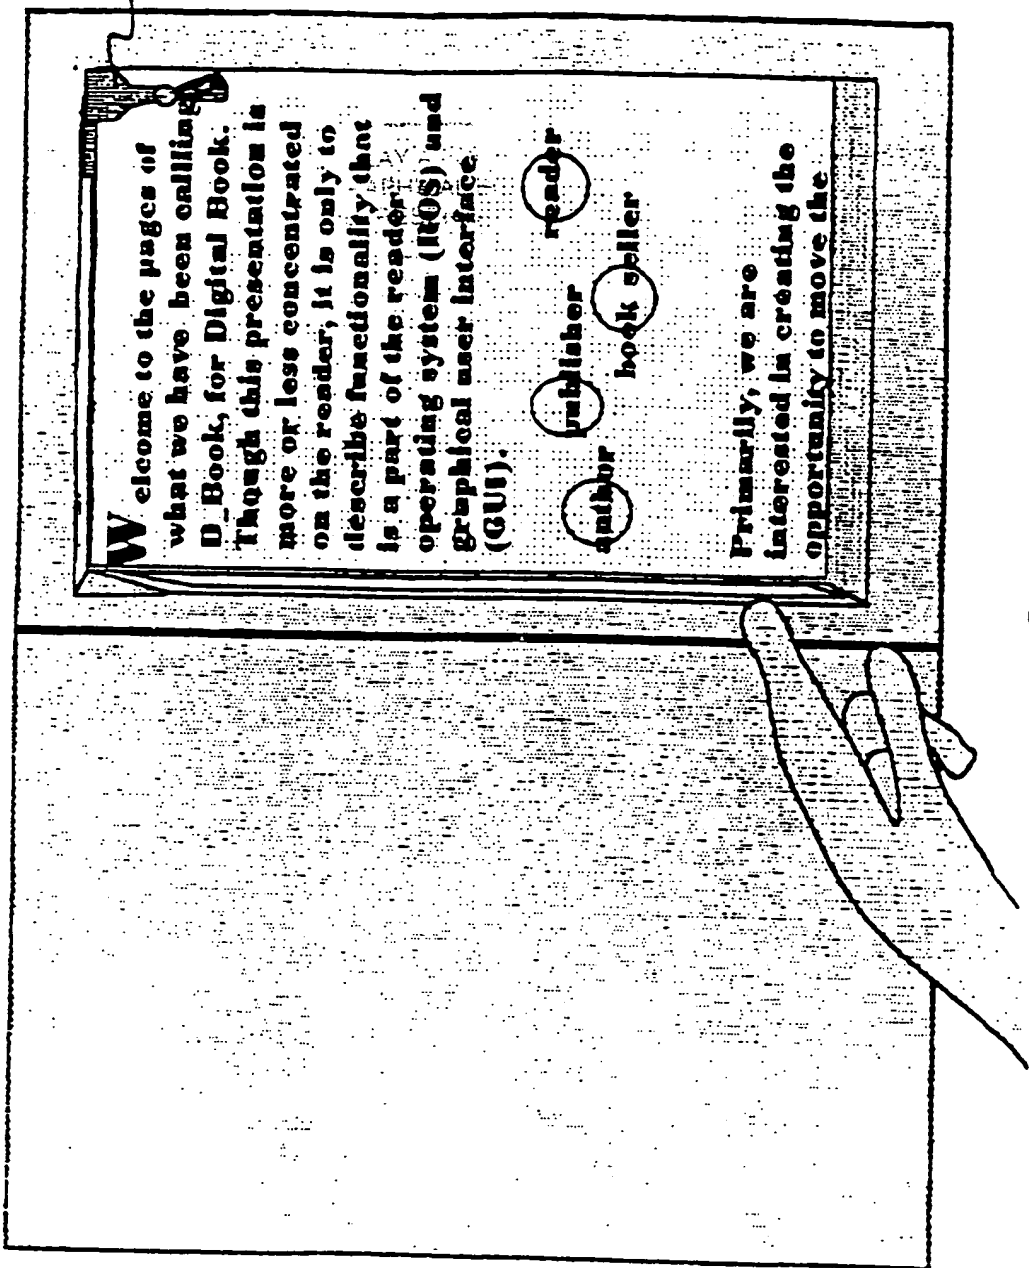 Welcome to the pages of
what we have been callling
D_Book, for Digital Book.
Though this presentation is
more or less concentrated
on the reader, it is only to
describe functionality that
is a part of the reader
operating system (ROS) and
graphical user interface
(GUI).
reader
publisher
book seller
author
Primarily, we are
interested in creating the
opportunity to move the